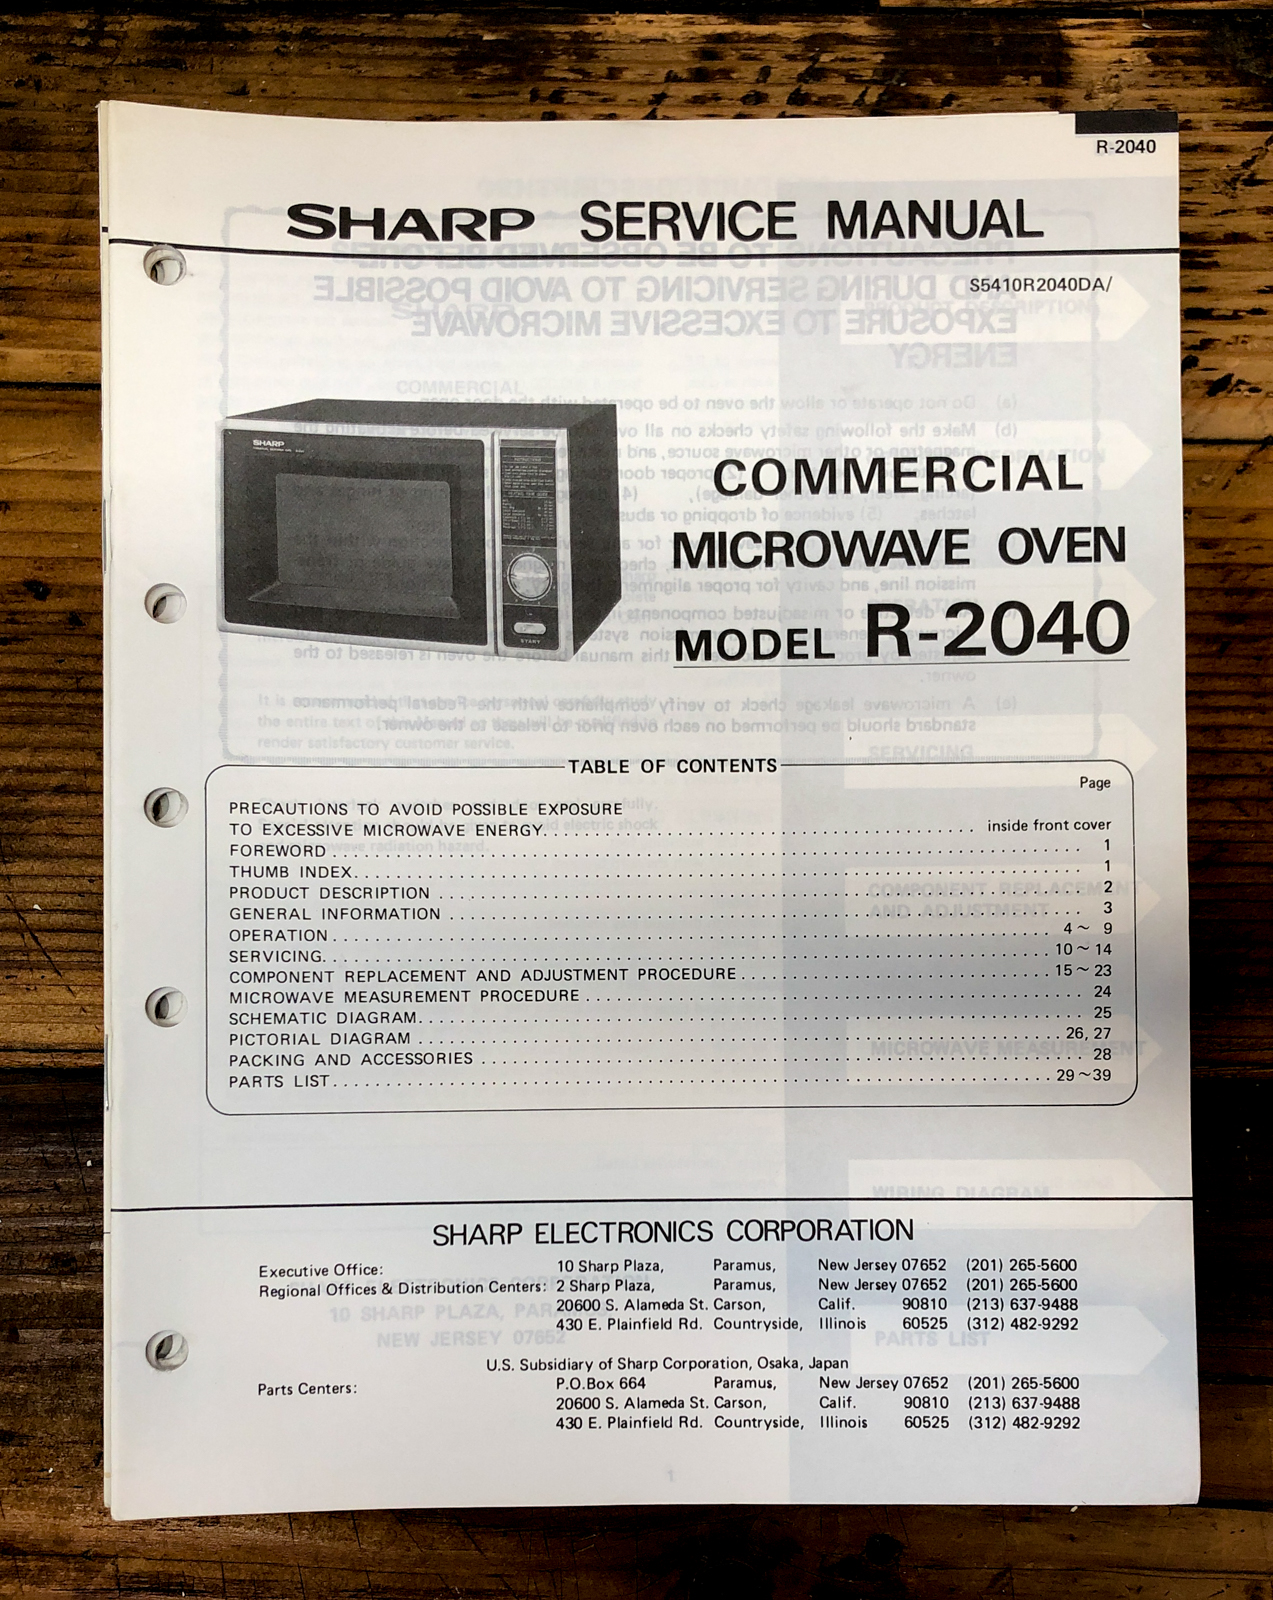 R-2040
SHARP SERVICE MANUAL
S5410R2040DA/
SHARP
START
COMMERCIAL
MICROWAVE OVEN
MODEL R-2040
TABLE OF CONTENTS
Page
PRECAUTIONS TO AVOID POSSIBLE EXPOSURE
TO EXCESSIVE MICROWAVE ENERGY. . . . . . . . . . inside front cover
FOREWORD . . . . . . . . . . 1
THUMB INDEX. . . . . . . . . . 1
PRODUCT DESCRIPTION . . . . . . . . . . 2
GENERAL INFORMATION . . . . . . . . . . 3
OPERATION . . . . . . . . . . 4 ~ 9
SERVICING. . . . . . . . . . 10 ~ 14
COMPONENT REPLACEMENT AND ADJUSTMENT PROCEDURE . . . . . . . . . . 15 ~ 23
MICROWAVE MEASUREMENT PROCEDURE . . . . . . . . . . 24
SCHEMATIC DIAGRAM. . . . . . . . . . 25
PICTORIAL DIAGRAM . . . . . . . . . . 26, 27
PACKING AND ACCESSORIES . . . . . . . . . . 28
PARTS LIST. . . . . . . . . . 29 ~ 39
SHARP ELECTRONICS CORPORATION
Executive Office: 10 Sharp Plaza, Paramus, New Jersey 07652 (201) 265-5600
Regional Offices & Distribution Centers: 2 Sharp Plaza, Paramus, New Jersey 07652 (201) 265-5600
20600 S. Alameda St. Carson, Calif. 90810 (213) 637-9488
430 E. Plainfield Rd. Countryside, Illinois 60525 (312) 482-9292
U.S. Subsidiary of Sharp Corporation, Osaka, Japan
Parts Centers: P.O.Box 664 Paramus, New Jersey 07652 (201) 265-5600
20600 S. Alameda St. Carson, Calif. 90810 (213) 637-9488
430 E. Plainfield Rd. Countryside, Illinois 60525 (312) 482-9292